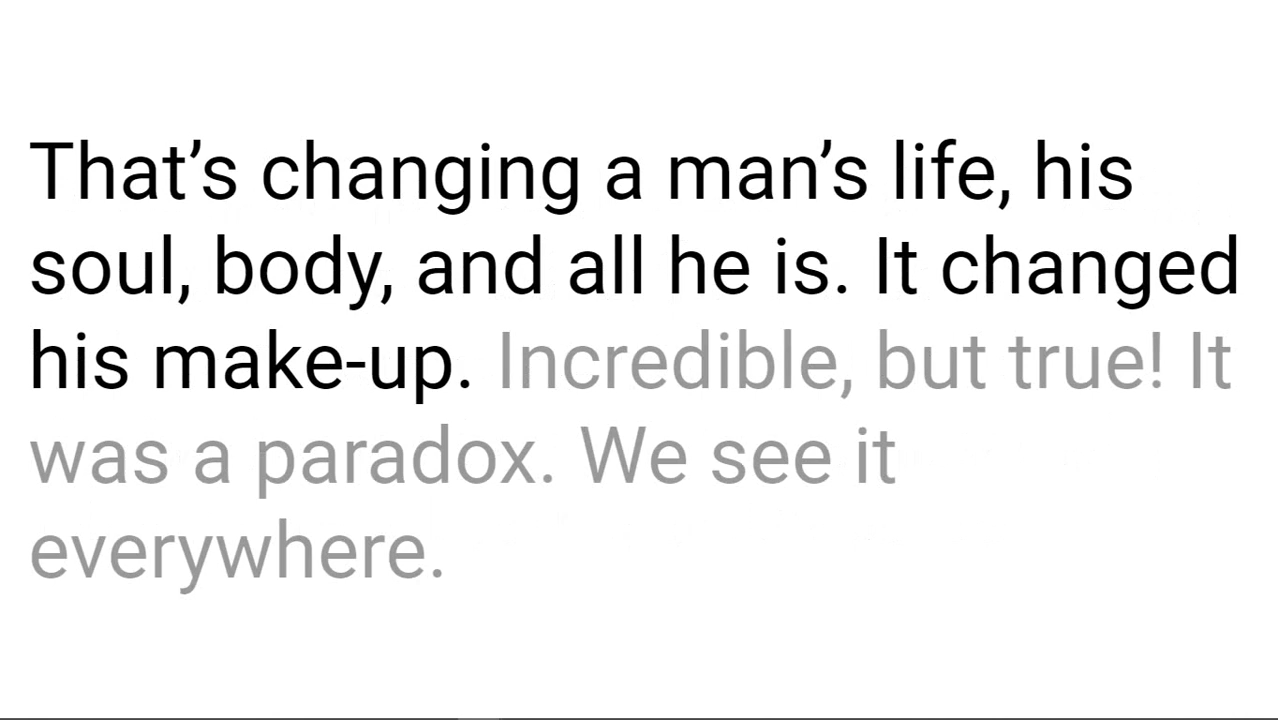 That’s changing a man’s life, his
soul, body, and all he is. It changed
his make-up. Incredible, but true! It
was a paradox. We see it
everywhere.